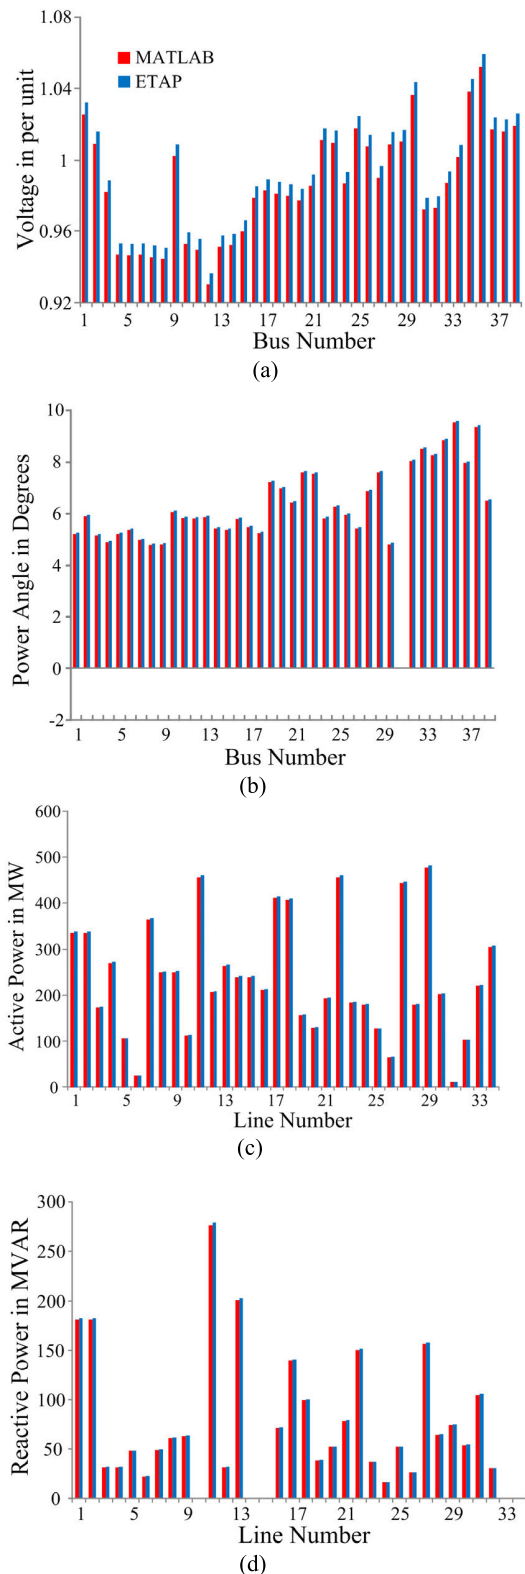 1.08
MATLAB
ETAP
1.04
1
0.96
0.92
Voltage in per unit
1 5 9 13 17 21 25 29 33 37
Bus Number
(a)
10
8
6
4
2
0
-2
Power Angle in Degrees
1 5 9 13 17 21 25 29 33 37
Bus Number
(b)
600
500
400
300
200
100
0
Active Power in MW
1 5 9 13 17 21 25 29 33
Line Number
(c)
300
250
200
150
100
50
0
Reactive Power in MVAR
1 5 9 13 17 21 25 29 33
Line Number
(d)